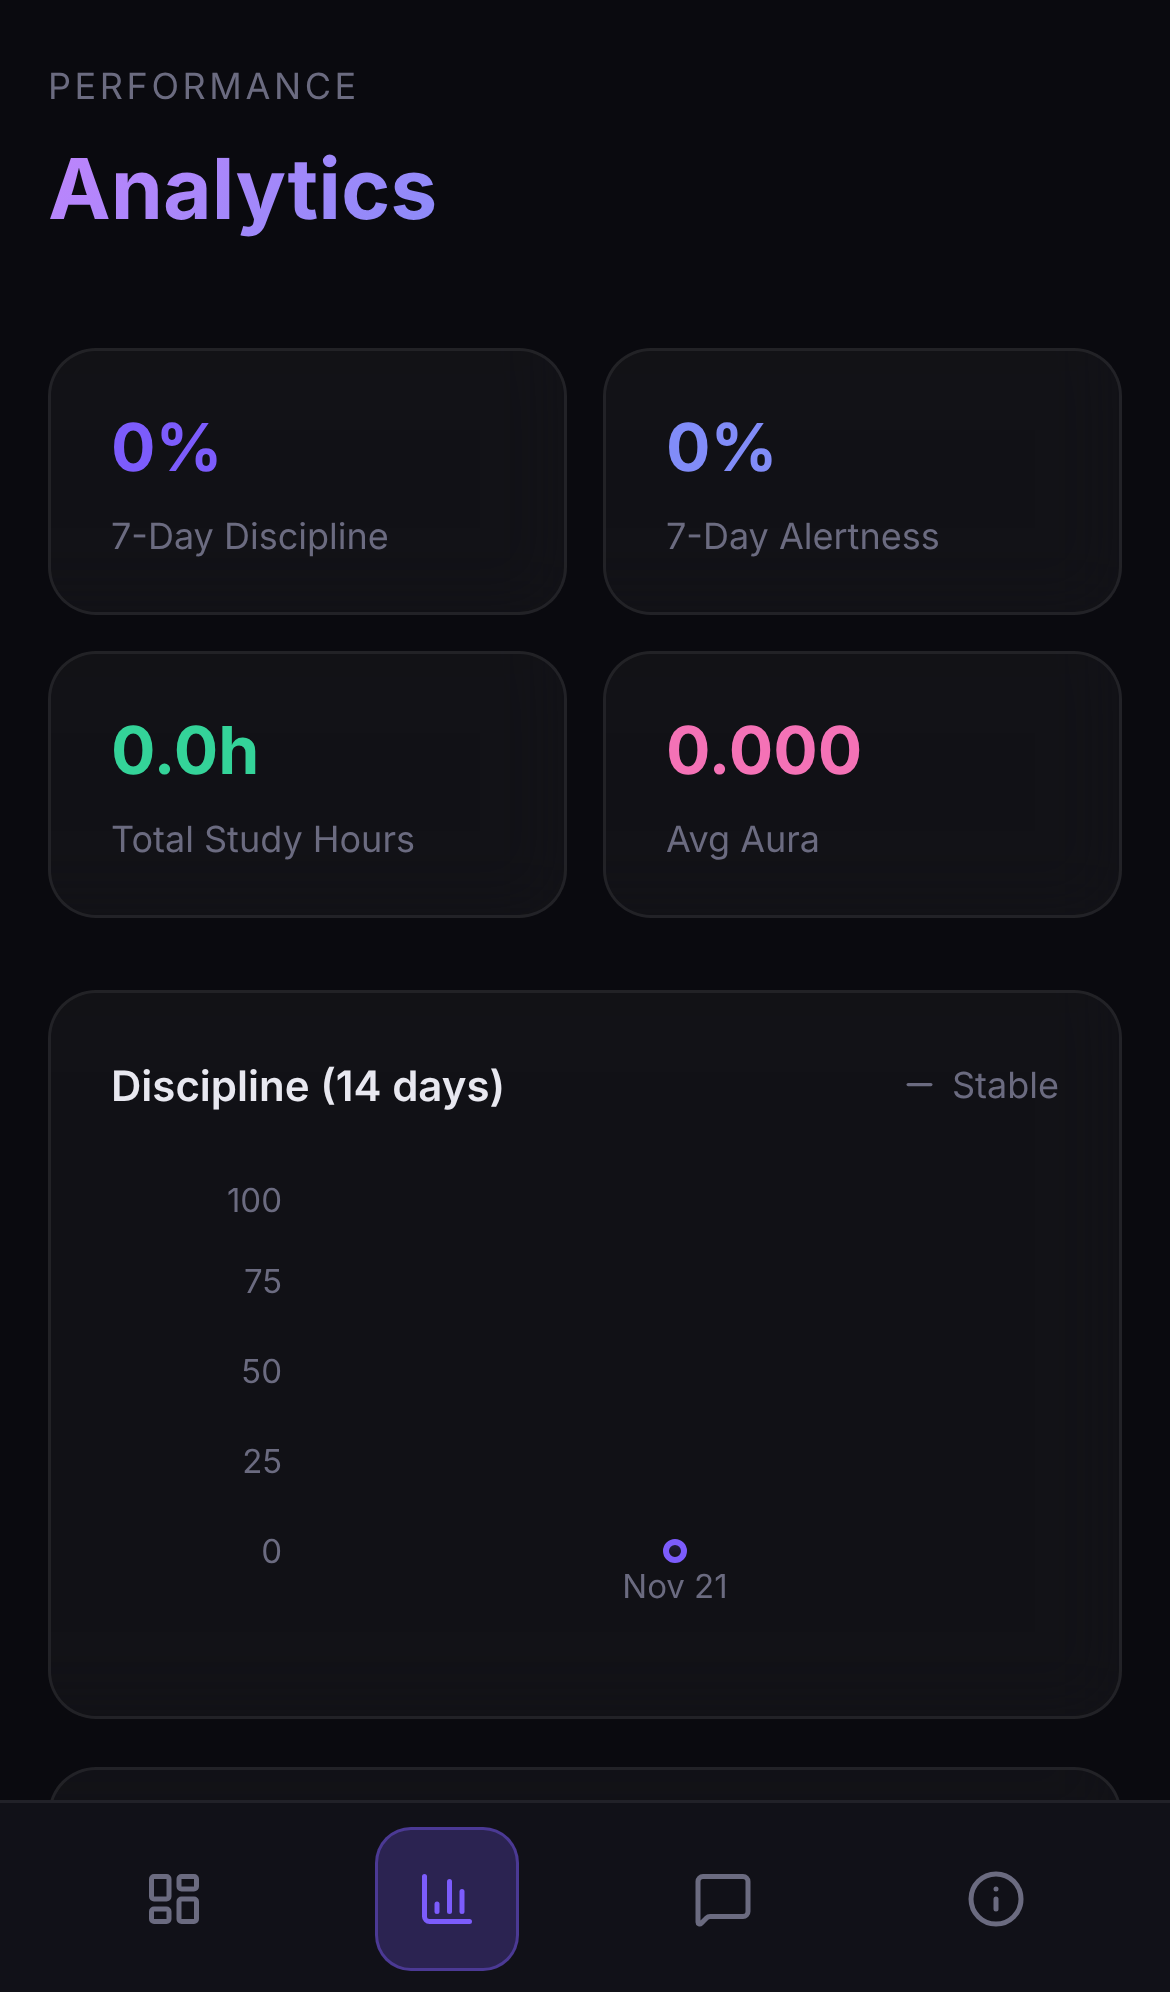 PERFORMANCE
Analytics
0%
7-Day Discipline
0%
7-Day Alertness
0.0h
Total Study Hours
0.000
Avg Aura
Discipline (14 days)
Stable
100
75
50
25
0
Nov 21